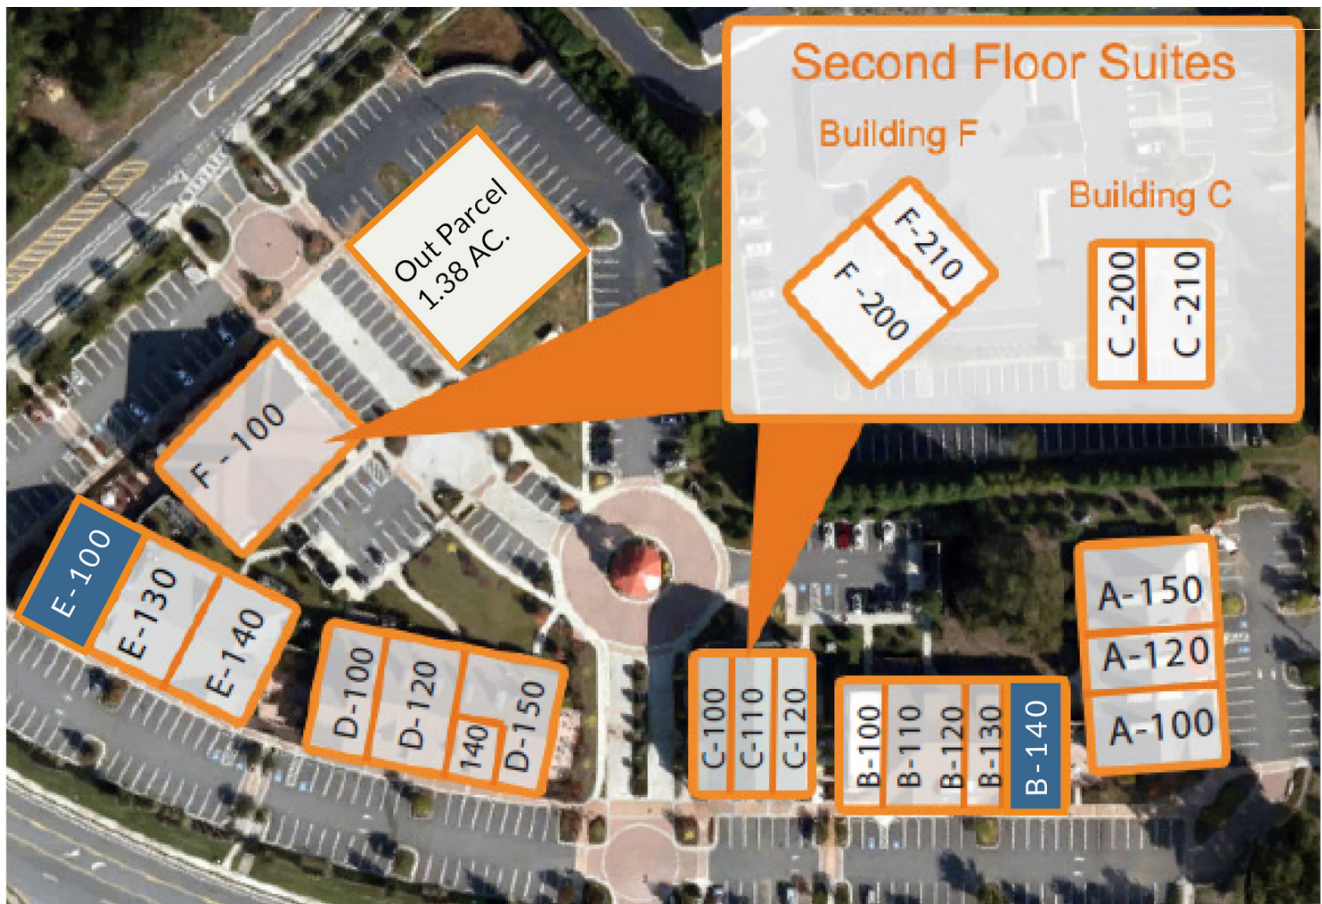 Second Floor Suites
Building F
Building C
F-210
F -200
C -200
C -210
Out Parcel
1.38 AC.
F - 100
E-100
E-130
E-140
D-100
D-120
140
D-150
C-100
C-110
C-120
B-100
B-110
B-120
B-130
B-140
A-150
A-120
A-100